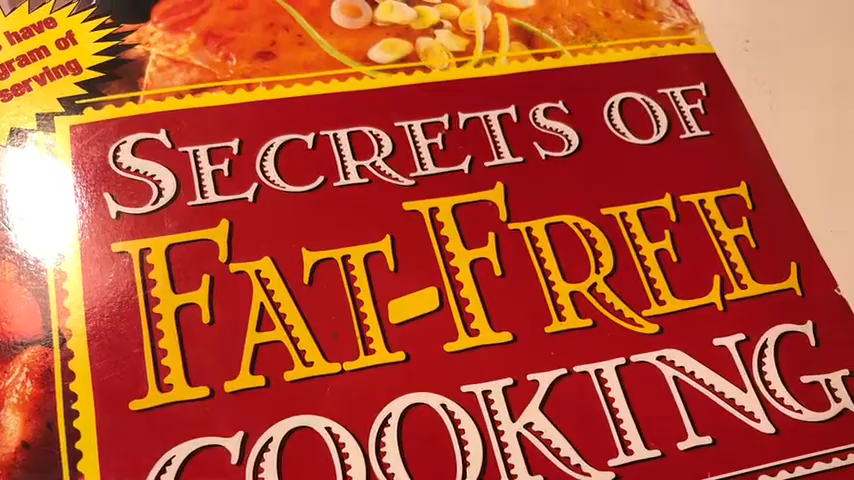 have
gram of
serving
SECRETS OF
FAT-FREE
COOKING